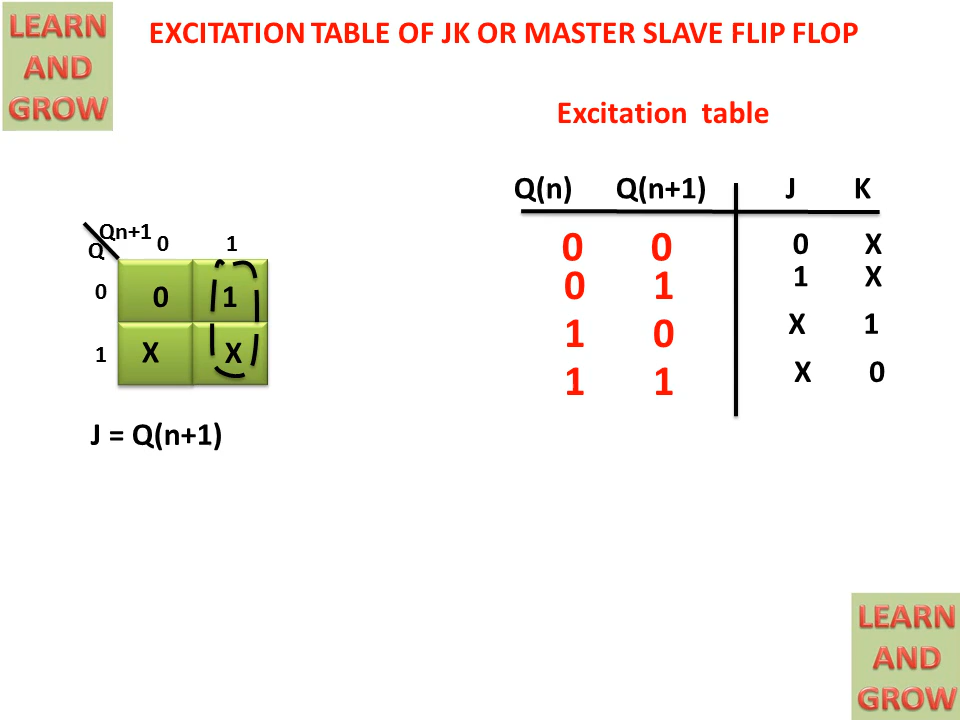 LEARN
AND
GROW
EXCITATION TABLE OF JK OR MASTER SLAVE FLIP FLOP
Excitation table
Q(n) Q(n+1) J K
0 0 0 X
0 1 1 X
1 0 X 1
1 1 X 0
Qn+1
Q 0 1
0 0 1
1 X X
J = Q(n+1)
LEARN
AND
GROW